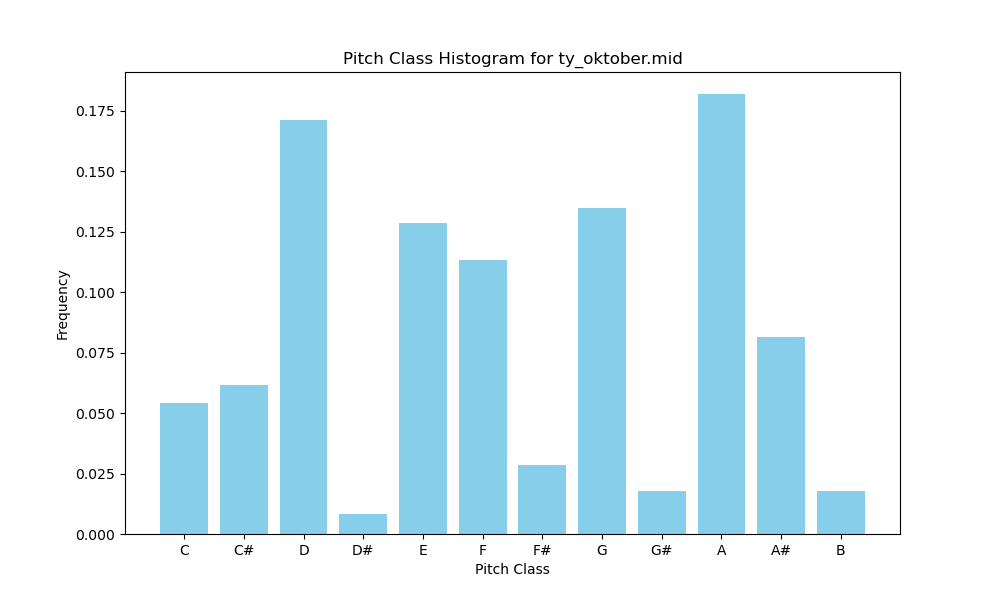 Pitch Class Histogram for ty_oktober.mid
Frequency
0.175
0.150
0.125
0.100
0.075
0.050
0.025
0.000
C C# D D# E F F# G G# A A# B
Pitch Class